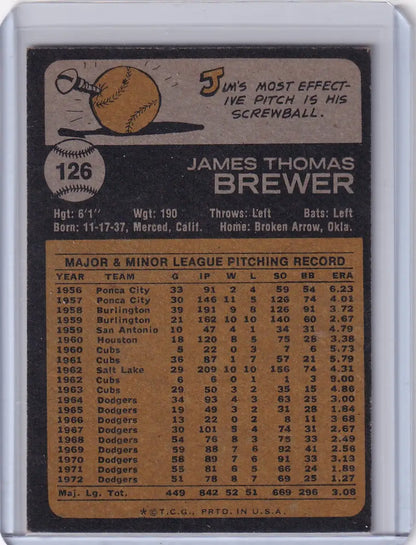 Jim's most effect-
ive pitch is his
screwball.
126
JAMES THOMAS
BREWER
Hgt: 6'1" Wgt: 190 Throws: Left Bats: Left
Born: 11-17-37, Merced, Calif. Home: Broken Arrow, Okla.
MAJOR & MINOR LEAGUE PITCHING RECORD
YEAR TEAM G IP W L SO BB ERA
1956 Ponca City 33 91 2 4 59 54 6.23
1957 Ponca City 30 146 11 5 126 74 4.01
1958 Burlington 39 191 8 8 126 91 3.72
1959 Burlington 21 162 10 10 140 60 2.67
1959 San Antonio 10 47 4 1 34 31 4.79
1960 Houston 18 120 8 7 88 35 3.38
1960 Cubs 5 22 0 3 7 6 5.73
1961 Cubs 36 87 1 7 57 21 5.79
1962 Salt Lake 29 209 10 10 156 74 4.31
1962 Cubs 6 6 0 1 3 9.00
1963 Cubs 29 50 3 2 35 15 4.86
1964 Dodgers 34 93 4 3 63 25 3.00
1965 Dodgers 19 49 3 2 31 28 1.84
1966 Dodgers 13 22 0 2 8 11 3.68
1967 Dodgers 30 101 5 4 74 31 2.67
1968 Dodgers 54 76 8 3 75 33 2.49
1969 Dodgers 59 88 7 6 92 41 2.56
1970 Dodgers 58 89 7 6 91 33 3.13
1971 Dodgers 55 81 6 5 66 24 1.89
1972 Dodgers 51 78 8 7 69 25 1.27
Maj. Lg. Tot. 449 842 52 51 669 296 3.08
*©T.C.G., PRTD. IN U.S.A.